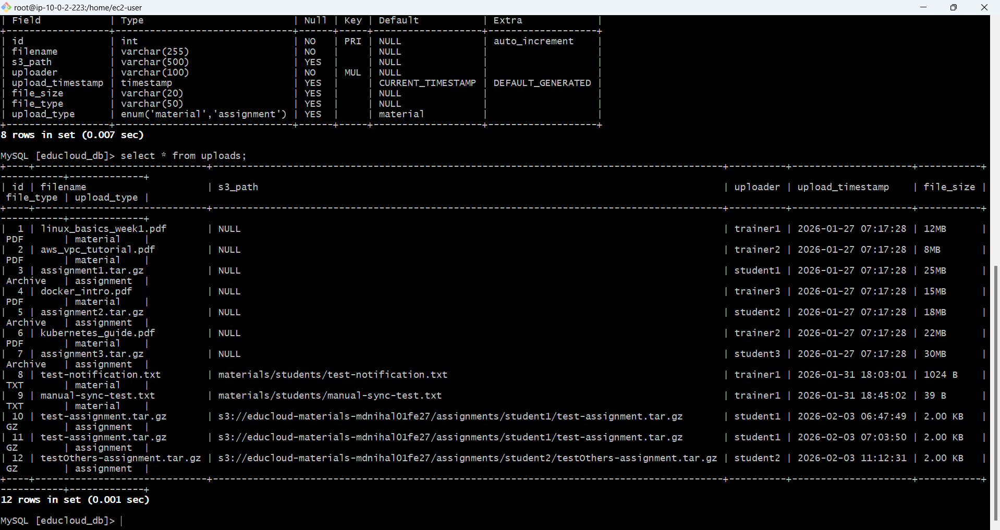 root@ip-10-0-2-223:/home/ec2-user
| Field             | Type                          | Null | Key | Default           | Extra             |
+-------------------+-------------------------------+------+-----+-------------------+-------------------+
| id                | int                           | NO   | PRI | NULL              | auto_increment    |
| filename          | varchar(255)                  | NO   |     | NULL              |                   |
| s3_path           | varchar(500)                  | YES  |     | NULL              |                   |
| uploader          | varchar(100)                  | NO   | MUL | NULL              |                   |
| upload_timestamp  | timestamp                     | YES  |     | CURRENT_TIMESTAMP | DEFAULT_GENERATED |
| file_size         | varchar(20)                   | YES  |     | NULL              |                   |
| file_type         | varchar(50)                   | YES  |     | NULL              |                   |
| upload_type       | enum('material','assignment') | YES  |     | material          |                   |
+-------------------+-------------------------------+------+-----+-------------------+-------------------+
8 rows in set (0.007 sec)
MySQL [educloud_db]> select * from uploads;
+----+------------------------------+-----------------------------------------------------------------------------------------+----------+---------------------+-----------+
-----------+-------------+
| id | filename                     | s3_path                                                                                 | uploader | upload_timestamp    | file_size |
 file_type | upload_type |
+----+------------------------------+-----------------------------------------------------------------------------------------+----------+---------------------+-----------+
-----------+-------------+
|  1 | linux_basics_week1.pdf       | NULL                                                                                    | trainer1 | 2026-01-27 07:17:28 | 12MB      |
 PDF       | material    |
|  2 | aws_vpc_tutorial.pdf         | NULL                                                                                    | trainer2 | 2026-01-27 07:17:28 | 8MB       |
 PDF       | material    |
|  3 | assignment1.tar.gz           | NULL                                                                                    | student1 | 2026-01-27 07:17:28 | 25MB      |
 Archive   | assignment  |
|  4 | docker_intro.pdf             | NULL                                                                                    | trainer3 | 2026-01-27 07:17:28 | 15MB      |
 PDF       | material    |
|  5 | assignment2.tar.gz           | NULL                                                                                    | student2 | 2026-01-27 07:17:28 | 18MB      |
 Archive   | assignment  |
|  6 | kubernetes_guide.pdf         | NULL                                                                                    | trainer2 | 2026-01-27 07:17:28 | 22MB      |
 PDF       | material    |
|  7 | assignment3.tar.gz           | NULL                                                                                    | student3 | 2026-01-27 07:17:28 | 30MB      |
 Archive   | assignment  |
|  8 | test-notification.txt        | materials/students/test-notification.txt                                                | trainer1 | 2026-01-31 18:03:01 | 1024 B    |
 TXT       | material    |
|  9 | manual-sync-test.txt         | materials/students/manual-sync-test.txt                                                 | trainer1 | 2026-01-31 18:45:02 | 39 B      |
 TXT       | material    |
| 10 | test-assignment.tar.gz       | s3://educloud-materials-mdnihal01fe27/assignments/student1/test-assignment.tar.gz       | student1 | 2026-02-03 06:47:49 | 2.00 KB   |
 GZ        | assignment  |
| 11 | test-assignment.tar.gz       | s3://educloud-materials-mdnihal01fe27/assignments/student1/test-assignment.tar.gz       | student1 | 2026-02-03 07:03:50 | 2.00 KB   |
 GZ        | assignment  |
| 12 | testOthers-assignment.tar.gz | s3://educloud-materials-mdnihal01fe27/assignments/student2/testOthers-assignment.tar.gz | student2 | 2026-02-03 11:12:31 | 2.00 KB   |
 GZ        | assignment  |
+----+------------------------------+-----------------------------------------------------------------------------------------+----------+---------------------+-----------+
-----------+-------------+
12 rows in set (0.001 sec)
MySQL [educloud_db]>